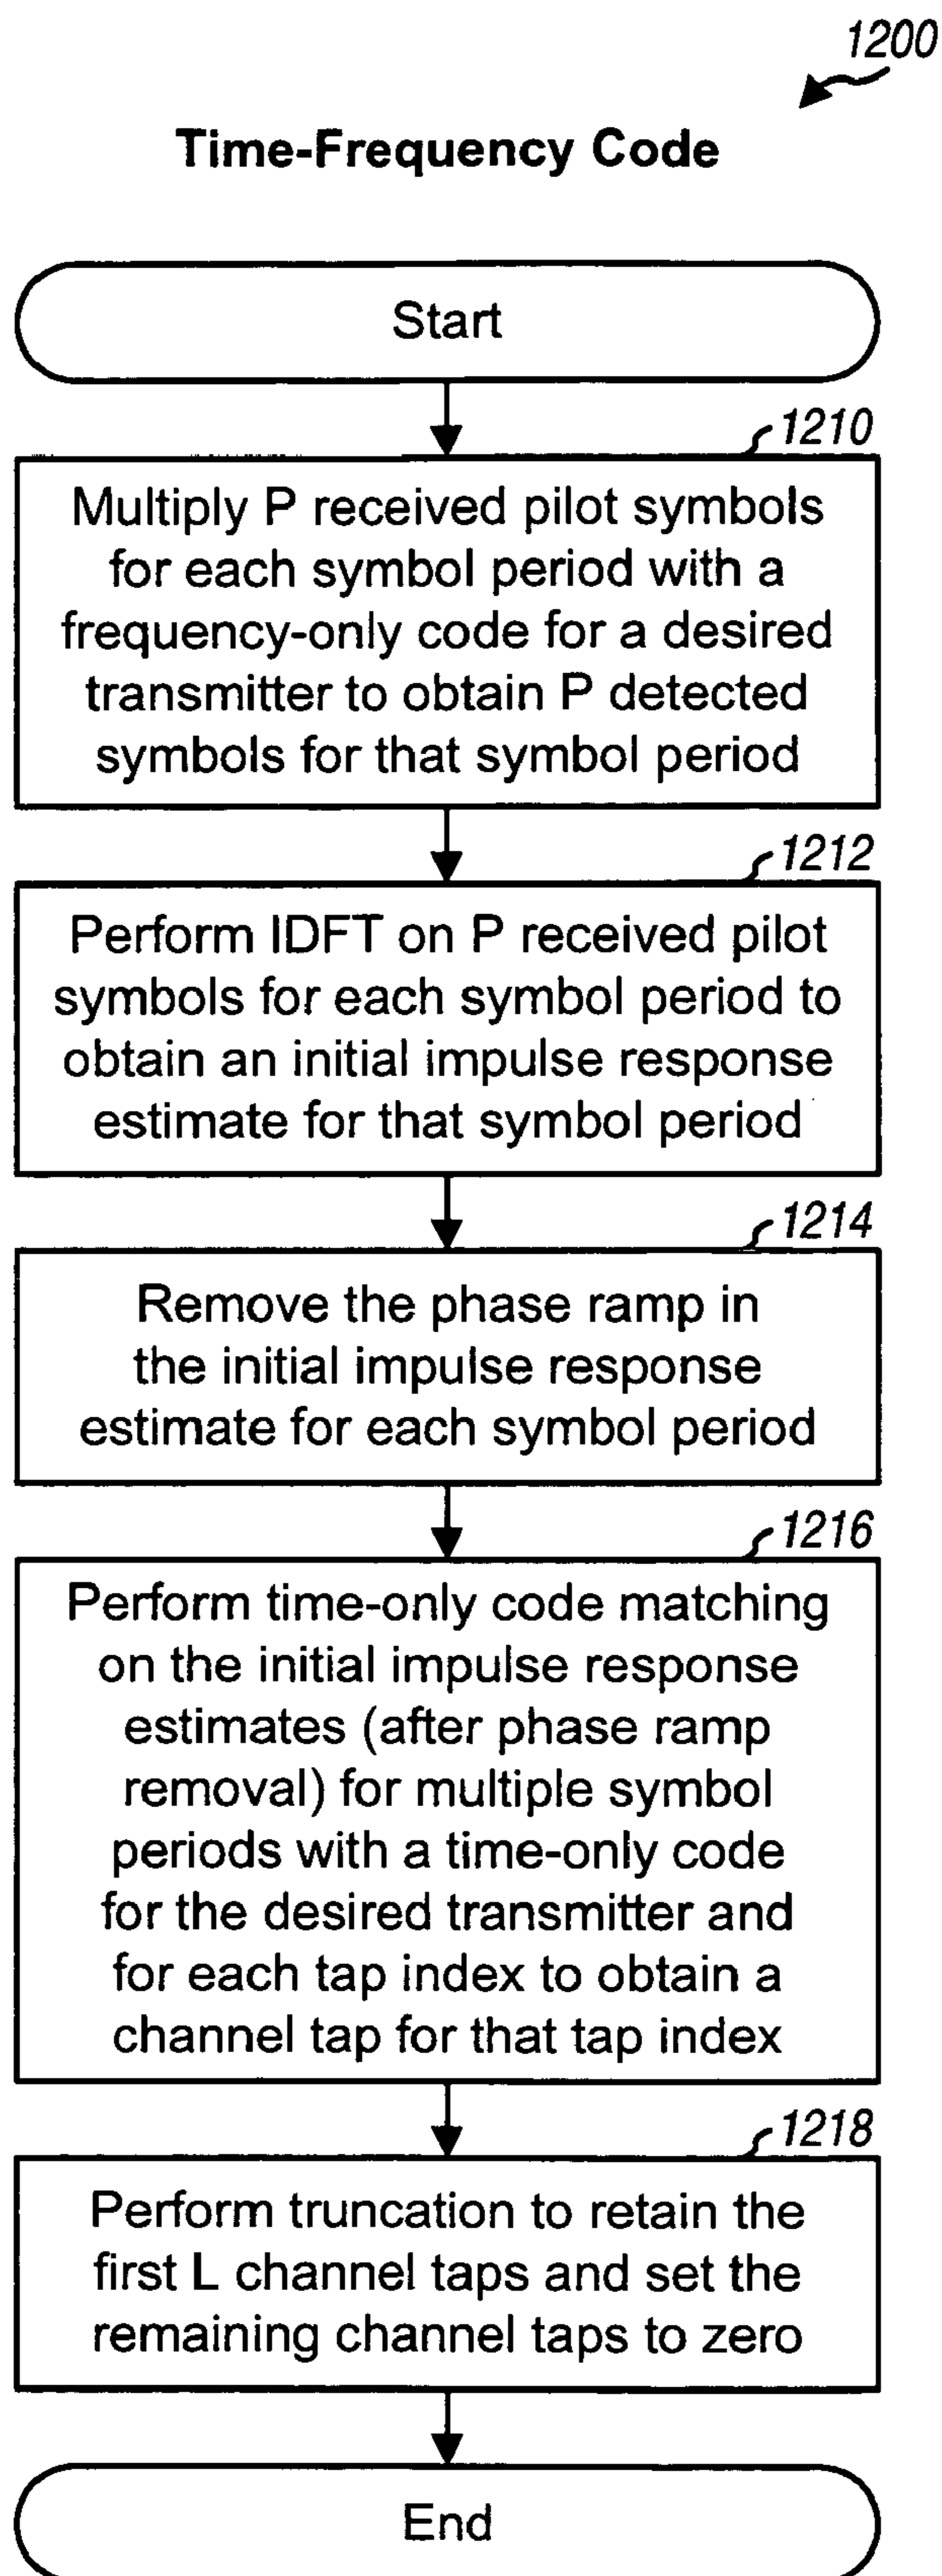 1200
Time-Frequency Code
Start
1210
Multiply P received pilot symbols
for each symbol period with a
frequency-only code for a desired
transmitter to obtain P detected
symbols for that symbol period
1212
Perform IDFT on P received pilot
symbols for each symbol period to
obtain an initial impulse response
estimate for that symbol period
1214
Remove the phase ramp in
the initial impulse response
estimate for each symbol period
1216
Perform time-only code matching
on the initial impulse response
estimates (after phase ramp
removal) for multiple symbol
periods with a time-only code
for the desired transmitter and
for each tap index to obtain a
channel tap for that tap index
1218
Perform truncation to retain the
first L channel taps and set the
remaining channel taps to zero
End